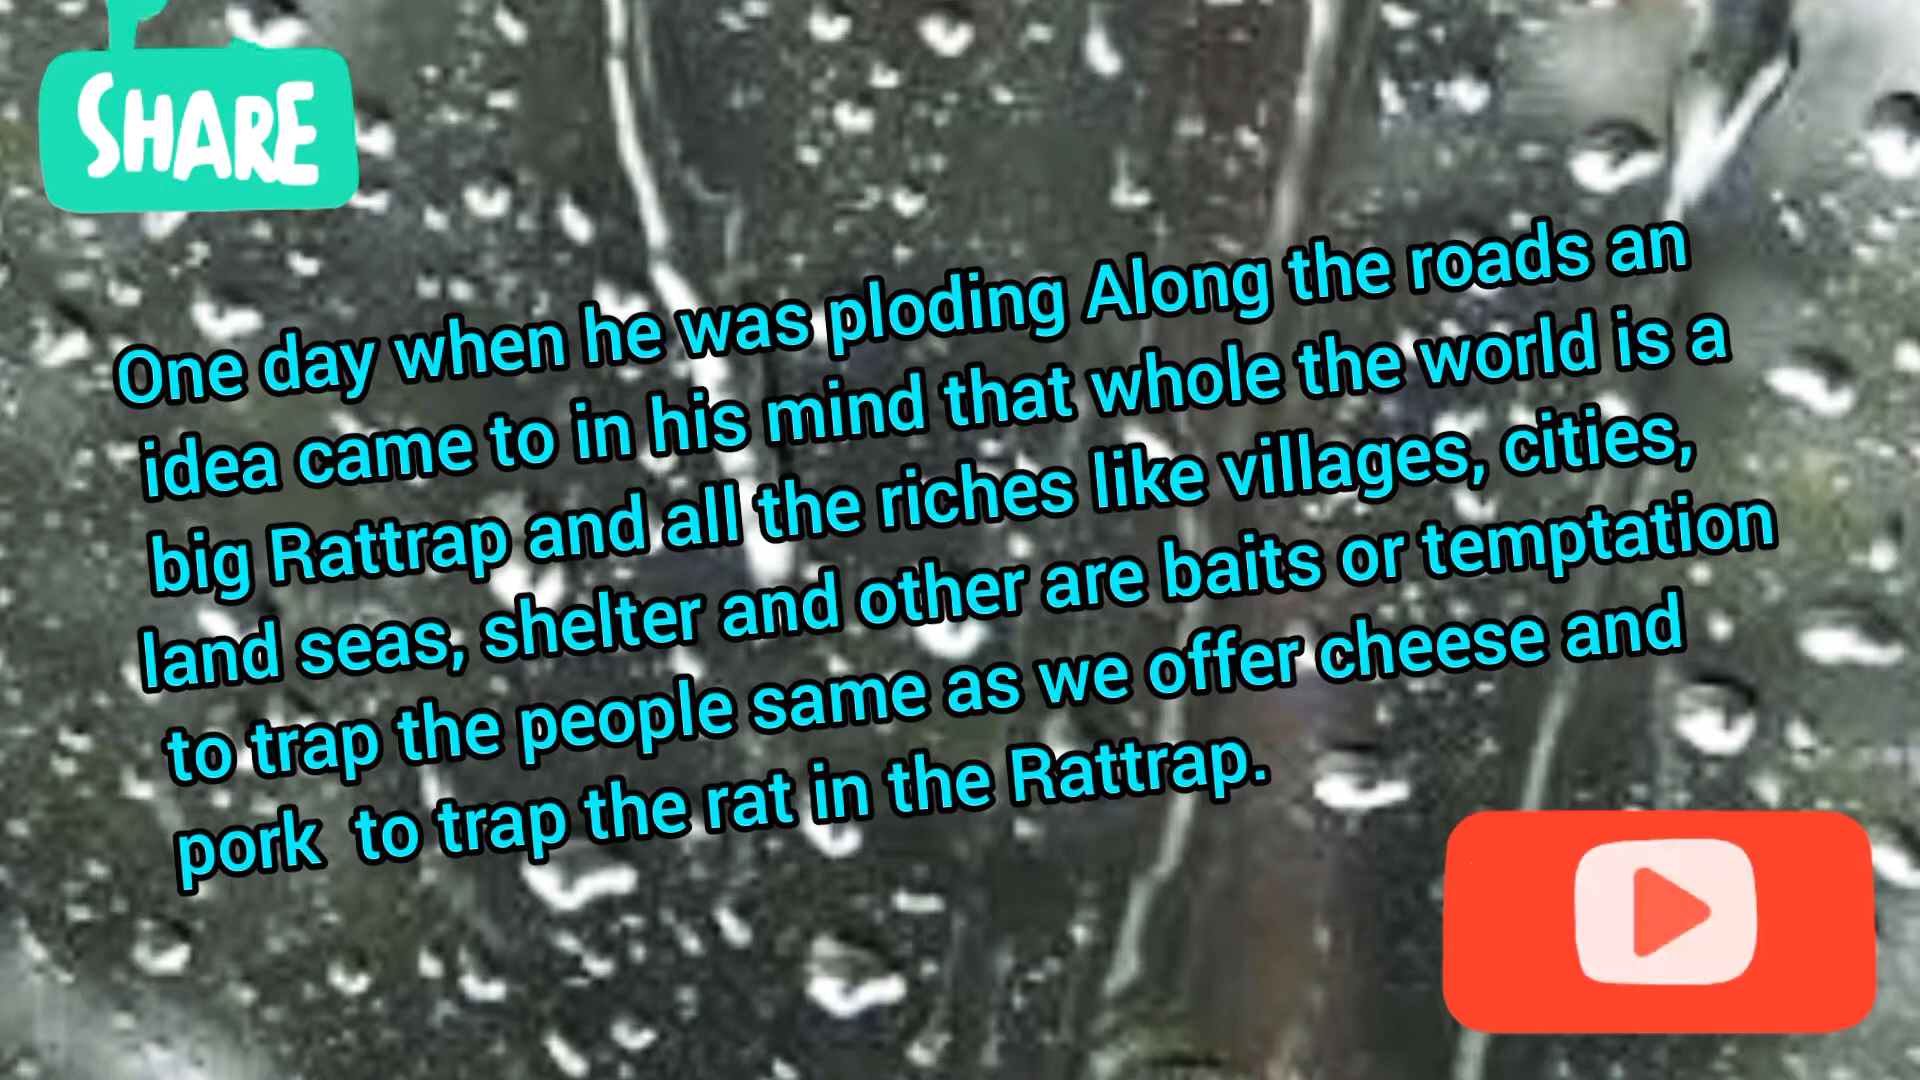 SHARE
One day when he was ploding Along the roads an
idea came to in his mind that whole the world is a
big Rattrap and all the riches like villages, cities,
land seas, shelter and other are baits or temptation
to trap the people same as we offer cheese and
pork  to trap the rat in the Rattrap.